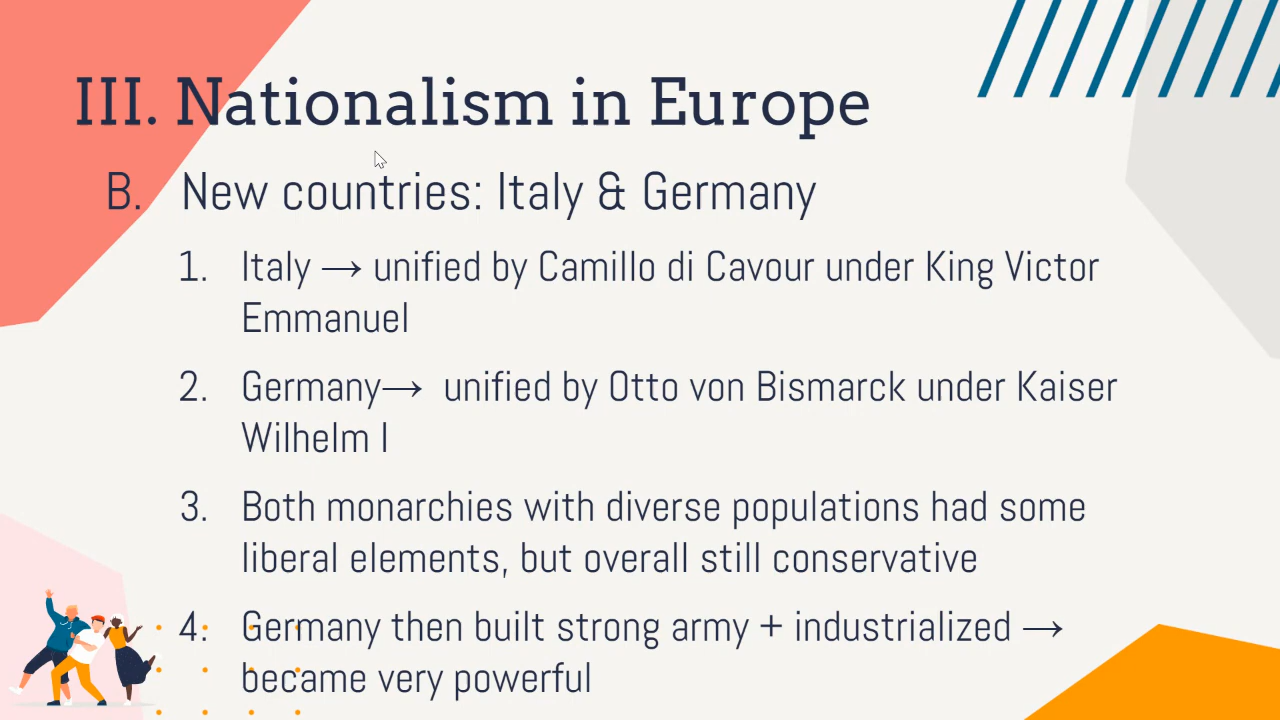 III. Nationalism in Europe
B. New countries: Italy & Germany
1. Italy → unified by Camillo di Cavour under King Victor
Emmanuel
2. Germany→ unified by Otto von Bismarck under Kaiser
Wilhelm I
3. Both monarchies with diverse populations had some
liberal elements, but overall still conservative
4. Germany then built strong army + industrialized →
became very powerful